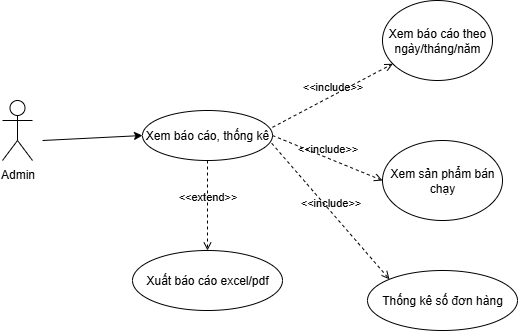 Xem báo cáo theo
ngày/tháng/năm
<<include>>
Xem báo cáo, thống kê
<<include>>
Admin
Xem sản phẩm bán
chạy
<<extend>>
<<include>>
Xuất báo cáo excel/pdf
Thống kê số đơn hàng